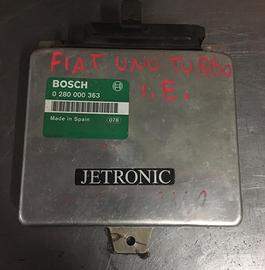 FIAT UNO TURBO
I.E.
BOSCH
0 280 000 363
Made in Spain
078
JETRONIC